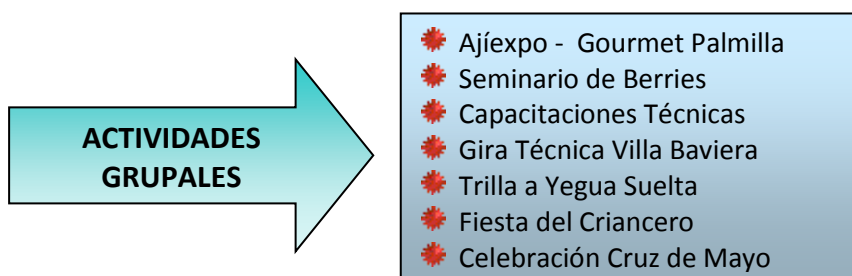 ACTIVIDADES
GRUPALES
Ajíexpo - Gourmet Palmilla
Seminario de Berries
Capacitaciones Técnicas
Gira Técnica Villa Baviera
Trilla a Yegua Suelta
Fiesta del Criancero
Celebración Cruz de Mayo